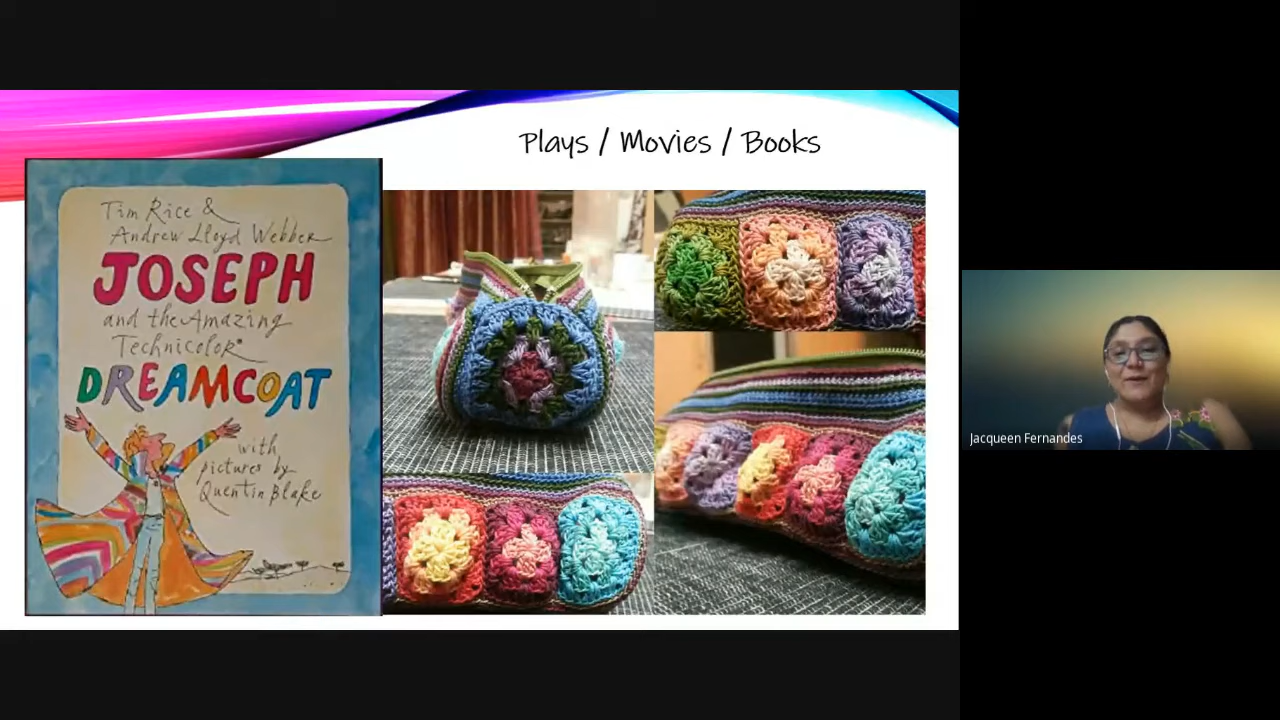 Plays / Movies / Books
Tim Rice &
Andrew Lloyd Webber
JOSEPH
and the Amazing
Technicolor®
DREAMCOAT
with
pictures by
Quentin Blake
Jacqueen Fernandes